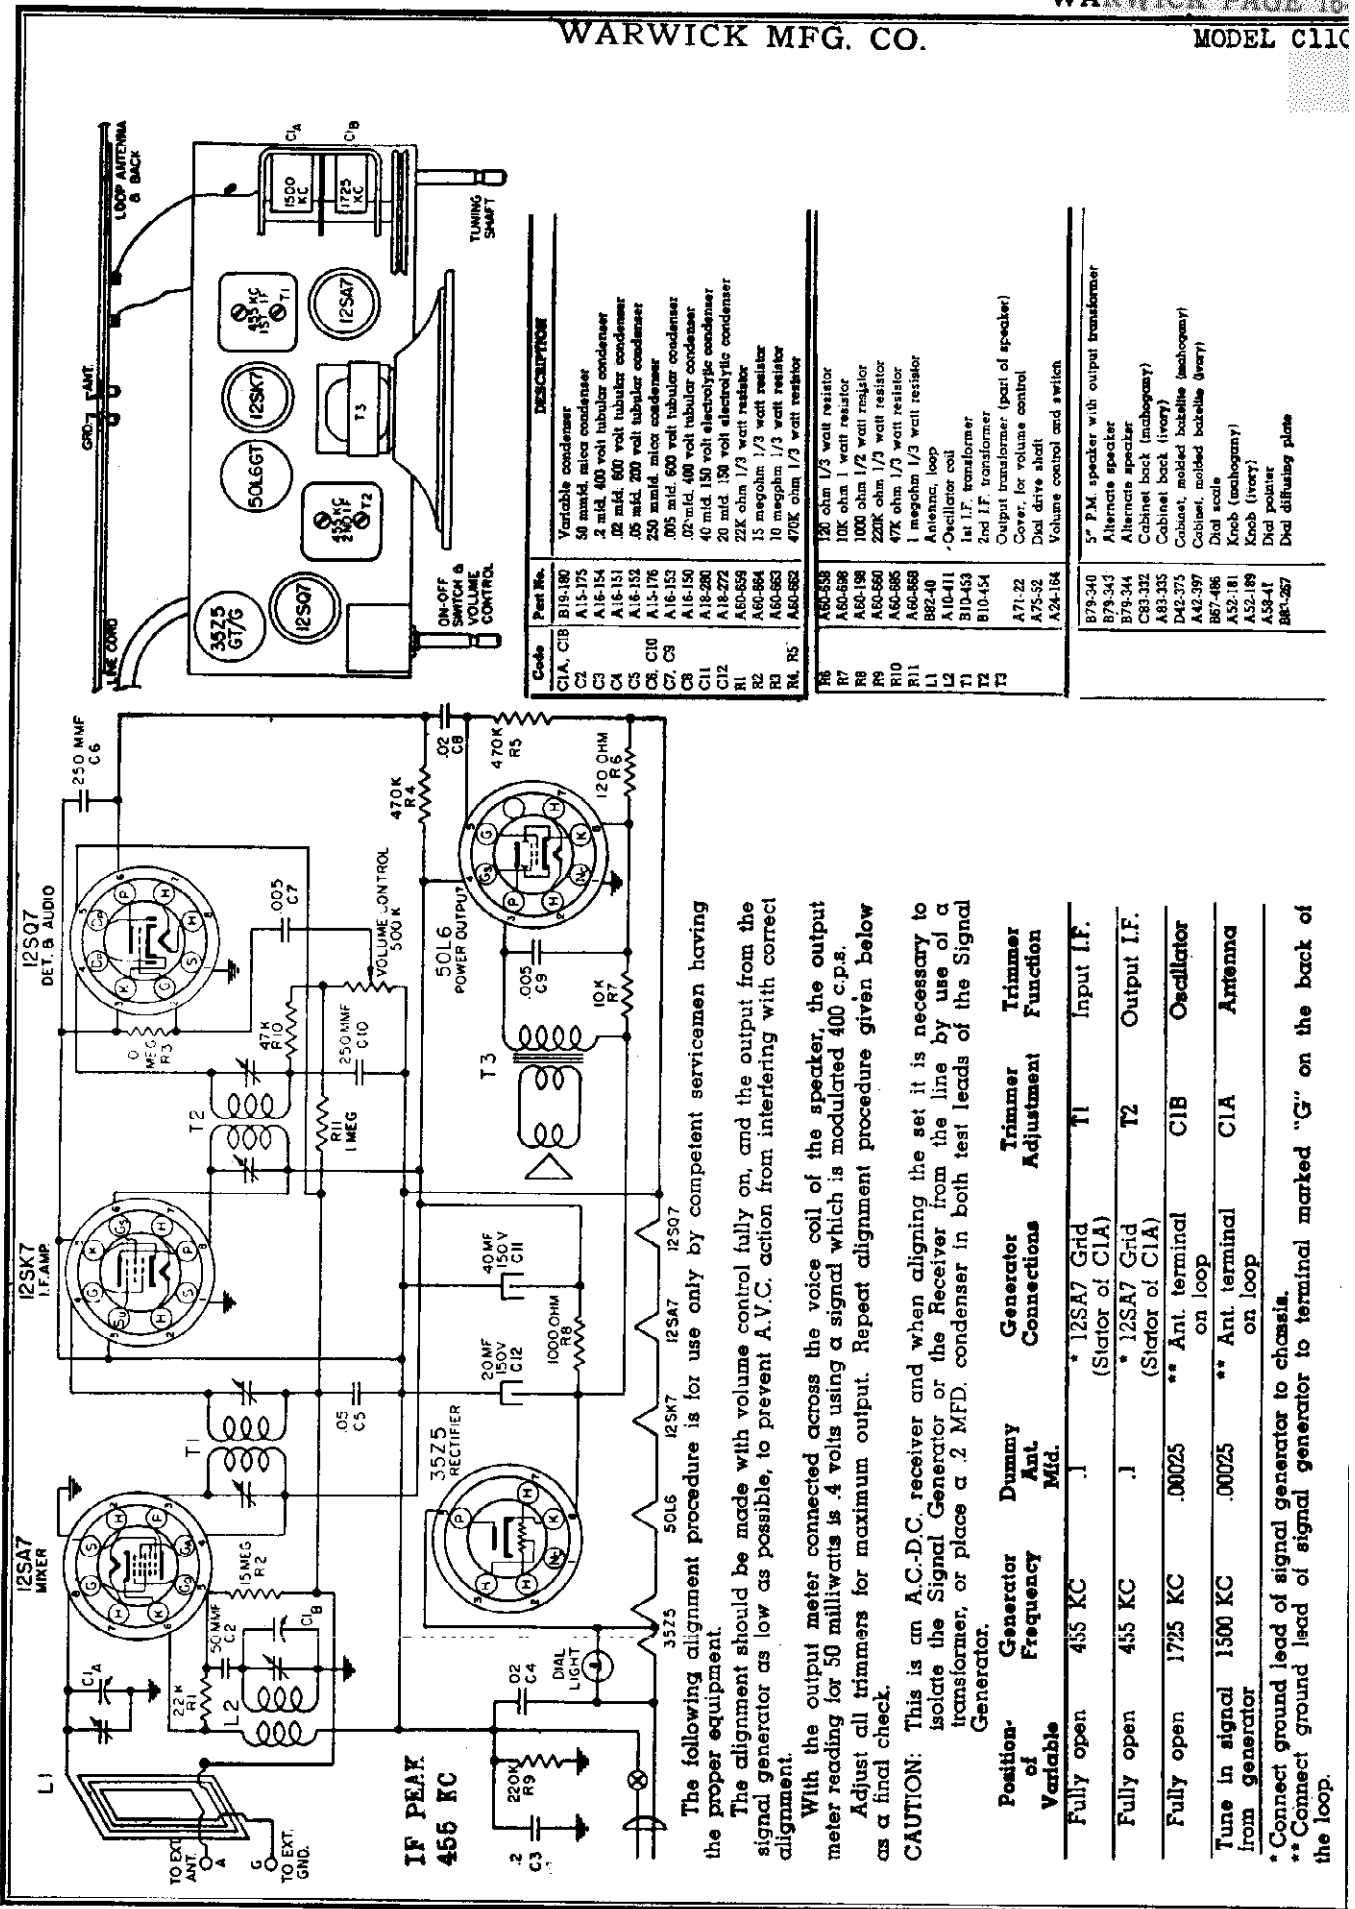 WARWICK PAGE 18-
WARWICK MFG. CO.
MODEL C110
L1
TO EXT.
ANT.
A
G
TO EXT.
GND.
12SA7
MIXER
C1A
22K
R1
50MMF
C2
15 MEG
R2
C1B
L2
T1
12SK7
I.F. AMP.
T2
12SQ7
DET. & AUDIO
MEG
R3
47K
R10
250 MMF
C10
R11
1 MEG
.005
C7
VOLUME CONTROL
500 K
250 MMF
C6
.05
C5
20 MF
150V
C12
40 MF
150 V
C11
1000 OHM
R8
35Z5
RECTIFIER
50L6
POWER OUTPUT
470K
R4
.02
C8
470K
R5
120 OHM
R6
.005
C9
10K
R7
T3
IF PEAK
455 KC
220K
R9
.2
C3
.02
C4
DIAL
LIGHT
35Z5
50L6
12SK7
12SA7
12SQ7
LINE CORD
GRD.
ANT.
LOOP ANTENNA
& BACK
35Z5
GT/G
12SQ7
455 KC
2ND IF
T2
50L6GT
12SK7
455 KC
1ST IF
T1
12SA7
T3
1500
KC
1725
KC
C1A
C1B
ON-OFF
SWITCH &
VOLUME
CONTROL
TUNING
SHAFT
Code Part No. DESCRIPTION
C1A, C1B B19-180 Variable condenser
C2 A15-175 50 mmfd. mica condenser
C3 A16-154 .2 mfd. 400 volt tubular condenser
C4 A16-151 .02 mfd. 600 volt tubular condenser
C5 A16-152 .05 mfd. 200 volt tubular condenser
C6, C10 A15-176 250 mmfd. mica condenser
C7, C9 A16-153 .005 mfd. 600 volt tubular condenser
C8 A16-150 .02 mfd. 400 volt tubular condenser
C11 A18-280 40 mfd. 150 volt electrolytic condenser
C12 A18-272 20 mfd. 150 volt electrolytic condenser
R1 A60-659 22K ohm 1/3 watt resistor
R2 A60-864 15 megohm 1/3 watt resistor
R3 A60-663 10 megohm 1/3 watt resistor
R4, R5 A60-662 470K ohm 1/3 watt resistor
R6 A60-658 120 ohm 1/3 watt resistor
R7 A60-698 10K ohm 1 watt resistor
R8 A60-198 1000 ohm 1/2 watt resistor
R9 A60-660 220K ohm 1/3 watt resistor
R10 A60-685 47K ohm 1/3 watt resistor
R11 A60-868 1 megohm 1/3 watt resistor
L1 B82-40 Antenna, loop
L2 A10-411 Oscillator coil
T1 B10-453 1st I.F. transformer
T2 B10-454 2nd I.F. transformer
T3 Output transformer (part of speaker)
A71-22 Cover, for volume control
A75-52 Dial drive shaft
A24-164 Volume control and switch
B79-340 5" P.M. speaker with output transformer
B79-343 Alternate speaker
B79-344 Alternate speaker
C83-332 Cabinet back (mahogany)
A83-335 Cabinet back (ivory)
D42-375 Cabinet, molded bakelite (mahogany)
A42-397 Cabinet, molded bakelite (ivory)
B67-486 Dial scale
A52-181 Knob (mahogany)
A52-189 Knob (ivory)
A58-41 Dial pointer
B83-267 Dial diffusing plate
The following alignment procedure is for use only by competent servicemen having
the proper equipment.
The alignment should be made with volume control fully on, and the output from the
signal generator as low as possible, to prevent A.V.C. action from interfering with correct
alignment.
With the output meter connected across the voice coil of the speaker, the output
meter reading for 50 milliwatts is .4 volts using a signal which is modulated 400 c.p.s.
Adjust all trimmers for maximum output. Repeat alignment procedure given below
as a final check.
CAUTION: This is an A.C.-D.C. receiver and when aligning the set it is necessary to
isolate the Signal Generator or the Receiver from the line by use of a
transformer, or place a .2 MFD. condenser in both test leads of the Signal
Generator.
Position of Variable Generator Frequency Dummy Ant. Mfd. Generator Connections Trimmer Adjustment Trimmer Function
Fully open 455 KC .1 * 12SA7 Grid T1 Input I.F.
(Stator of C1A)
Fully open 455 KC .1 * 12SA7 Grid T2 Output I.F.
(Stator of C1A)
Fully open 1725 KC .00025 ** Ant. terminal C1B Oscillator
on loop
Tune in signal 1500 KC .00025 ** Ant. terminal C1A Antenna
from generator on loop
* Connect ground lead of signal generator to chassis.
** Connect ground lead of signal generator to terminal marked "G" on the back of
the loop.